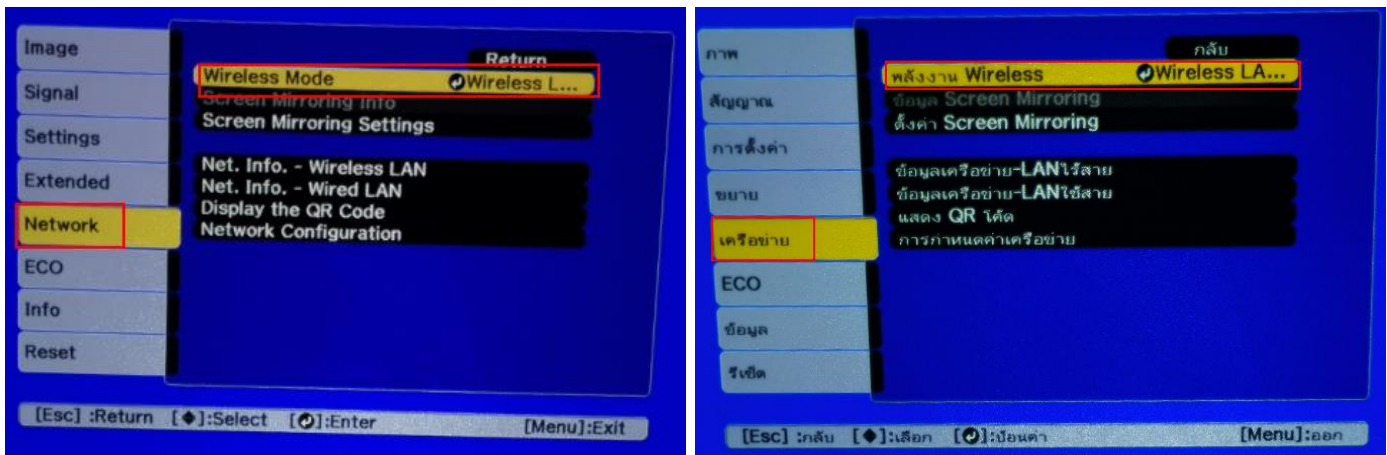 Image
Signal
Settings
Extended
Network
ECO
Info
Reset
Return
Wireless Mode Wireless L...
Screen Mirroring Info
Screen Mirroring Settings
Net. Info. - Wireless LAN
Net. Info. - Wired LAN
Display the QR Code
Network Configuration
[Esc] :Return [◆]:Select [⏎]:Enter [Menu]:Exit
ภาพ
สัญญาณ
การตั้งค่า
ขยาย
เครือข่าย
ECO
ข้อมูล
รีเซ็ต
กลับ
พลังงาน Wireless Wireless LA...
ข้อมูล Screen Mirroring
ตั้งค่า Screen Mirroring
ข้อมูลเครือข่าย-LANไร้สาย
ข้อมูลเครือข่าย-LANใช้สาย
แสดง QR โค้ด
การกำหนดค่าเครือข่าย
[Esc] :กลับ [◆]:เลือก [⏎]:ป้อนค่า [Menu]:ออก